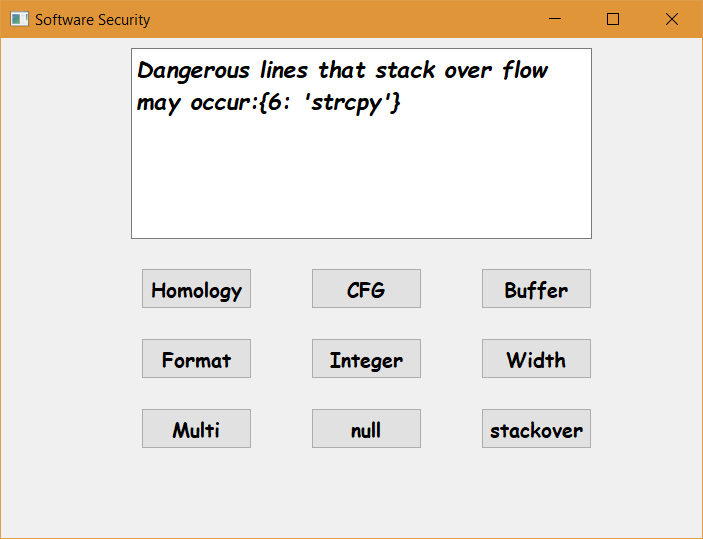 Software Security
Dangerous lines that stack over flow
may occur:{6: 'strcpy'}
Homology CFG Buffer
Format Integer Width
Multi null stackover